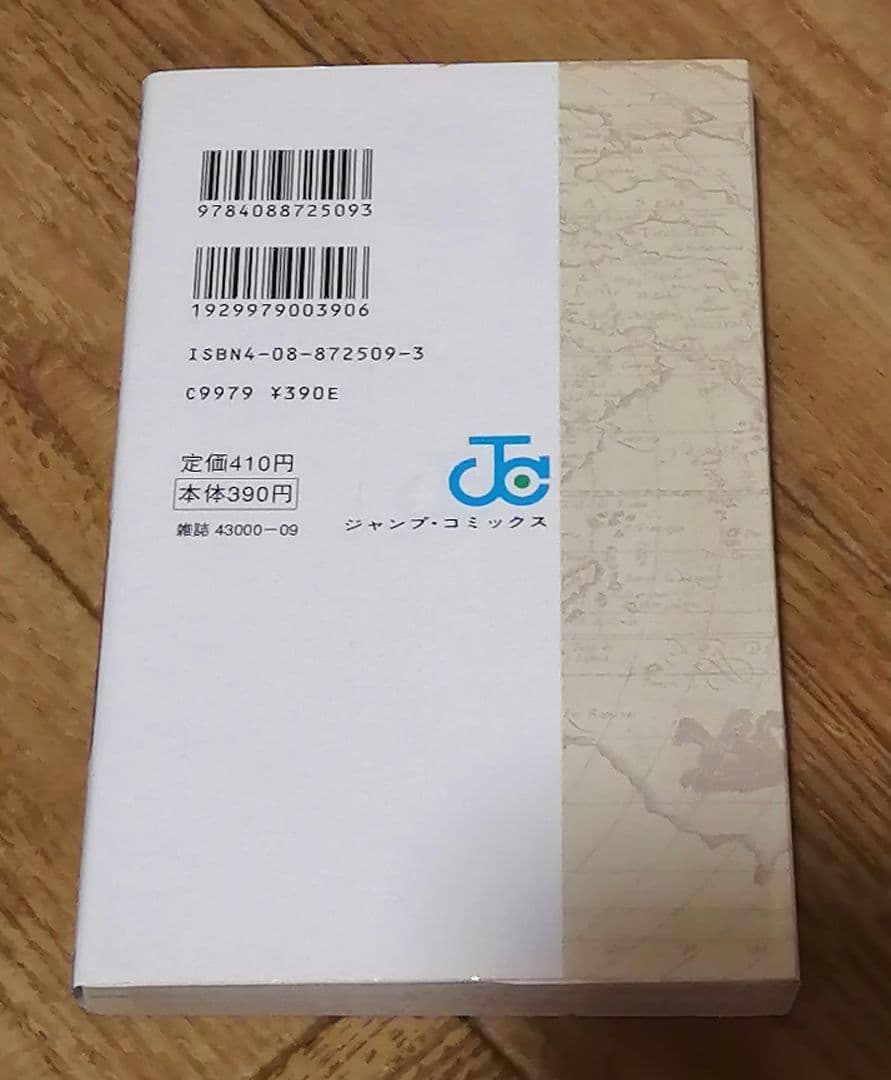 9784088725093
1929979003906
ISBN4-08-872509-3
C9979 ¥390E
定価410円
本体390円
雑誌 43000-09
JC
ジャンプ・コミックス